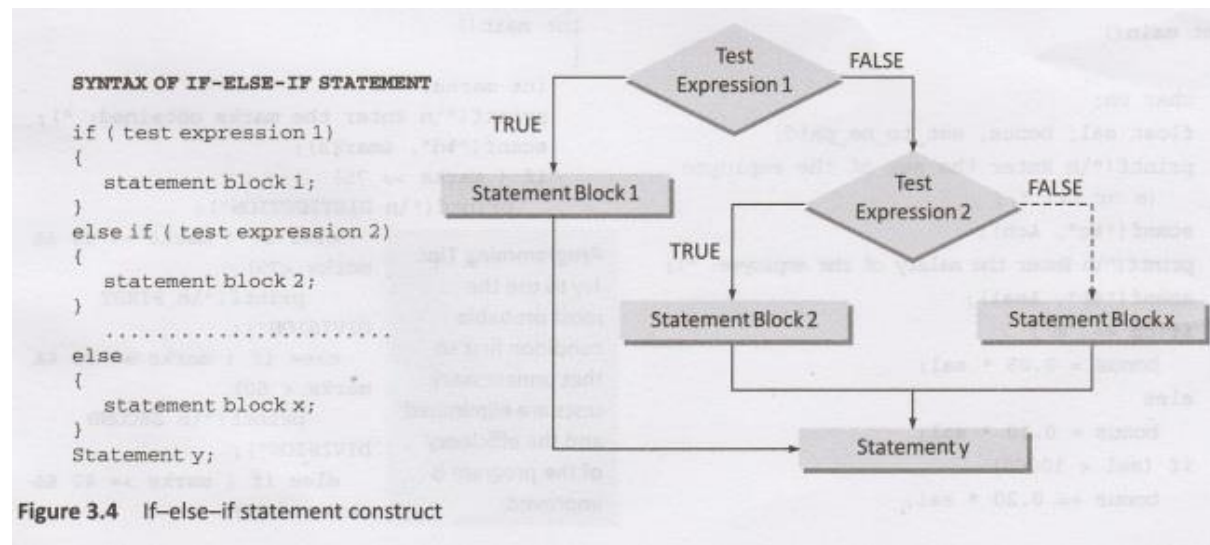 SYNTAX OF IF-ELSE-IF STATEMENT
if ( test expression 1)
{
statement block 1;
}
else if ( test expression 2)
{
statement block 2;
}
..............................
else
{
statement block x;
}
Statement y;
Test
Expression 1
FALSE
TRUE
Statement Block 1
Test
Expression 2
FALSE
TRUE
Statement Block 2
Statement Block x
Statement y
Figure 3.4 If–else–if statement construct